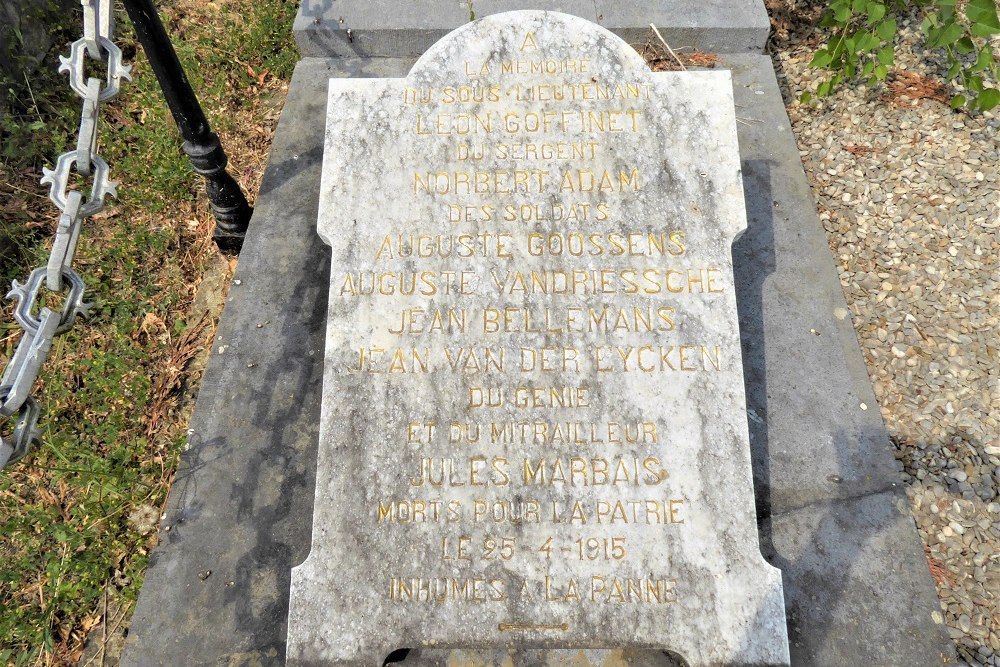 A
LA MEMOIRE
DU SOUS-LIEUTENANT
LEON GOFFINET
DU SERGENT
NORBERT ADAM
DES SOLDATS
AUGUSTE GOOSSENS
AUGUSTE VANDRIESSCHE
JEAN BELLEMANS
JEAN VAN DER EYCKEN
DU GENIE
ET DU MITRAILLEUR
JULES MARBAIS
MORTS POUR LA PATRIE
LE 25-4-1915
INHUMES A LA PANNE